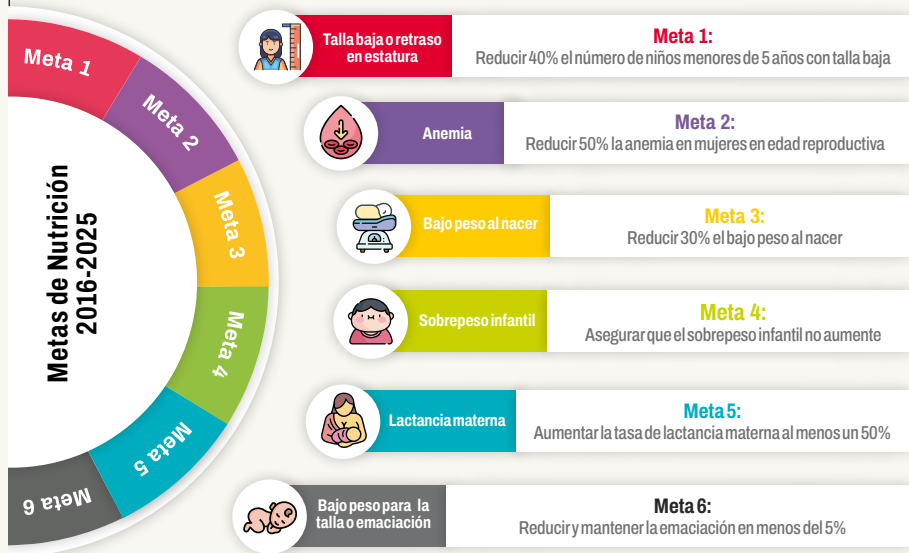 Metas de Nutrición
2016-2025
Meta 1
Meta 2
Meta 3
Meta 4
Meta 5
Meta 6
Talla baja o retraso
en estatura
Meta 1:
Reducir 40% el número de niños menores de 5 años con talla baja
Anemia
Meta 2:
Reducir 50% la anemia en mujeres en edad reproductiva
Bajo peso al nacer
Meta 3:
Reducir 30% el bajo peso al nacer
Sobrepeso infantil
Meta 4:
Asegurar que el sobrepeso infantil no aumente
Lactancia materna
Meta 5:
Aumentar la tasa de lactancia materna al menos un 50%
Bajo peso para la
talla o emaciación
Meta 6:
Reducir y mantener la emaciación en menos del 5%